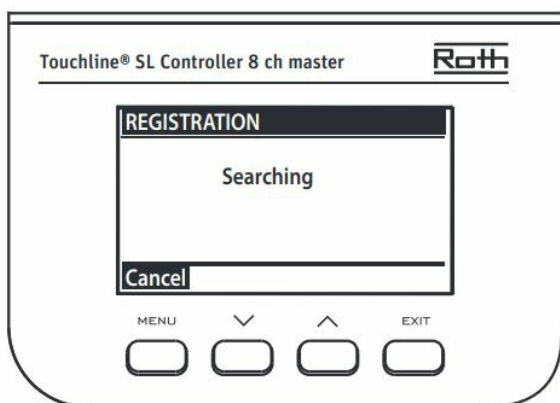 Touchline® SL Controller 8 ch master
Roth
REGISTRATION
Searching
Cancel
MENU
EXIT